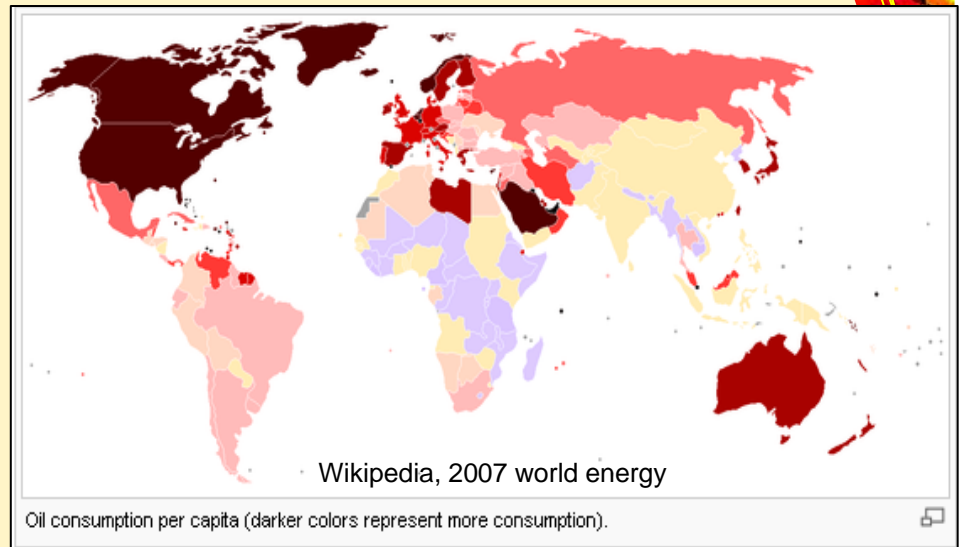 Wikipedia, 2007 world energy
Oil consumption per capita (darker colors represent more consumption).